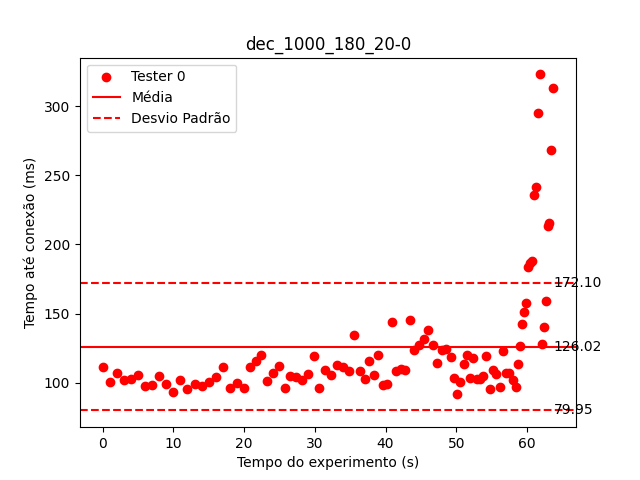 dec_1000_180_20-0
Tester 0
Média
Desvio Padrão
Tempo até conexão (ms)
300
250
200
150
100
172.10
126.02
79.95
0 10 20 30 40 50 60
Tempo do experimento (s)